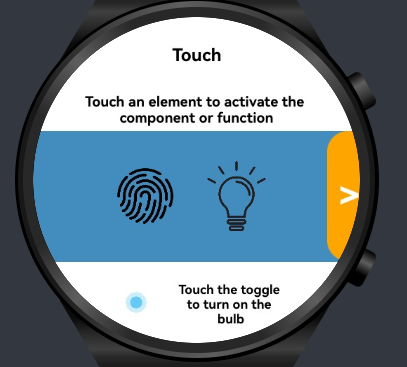 Touch
Touch an element to activate the
component or function
>
Touch the toggle
to turn on the
bulb